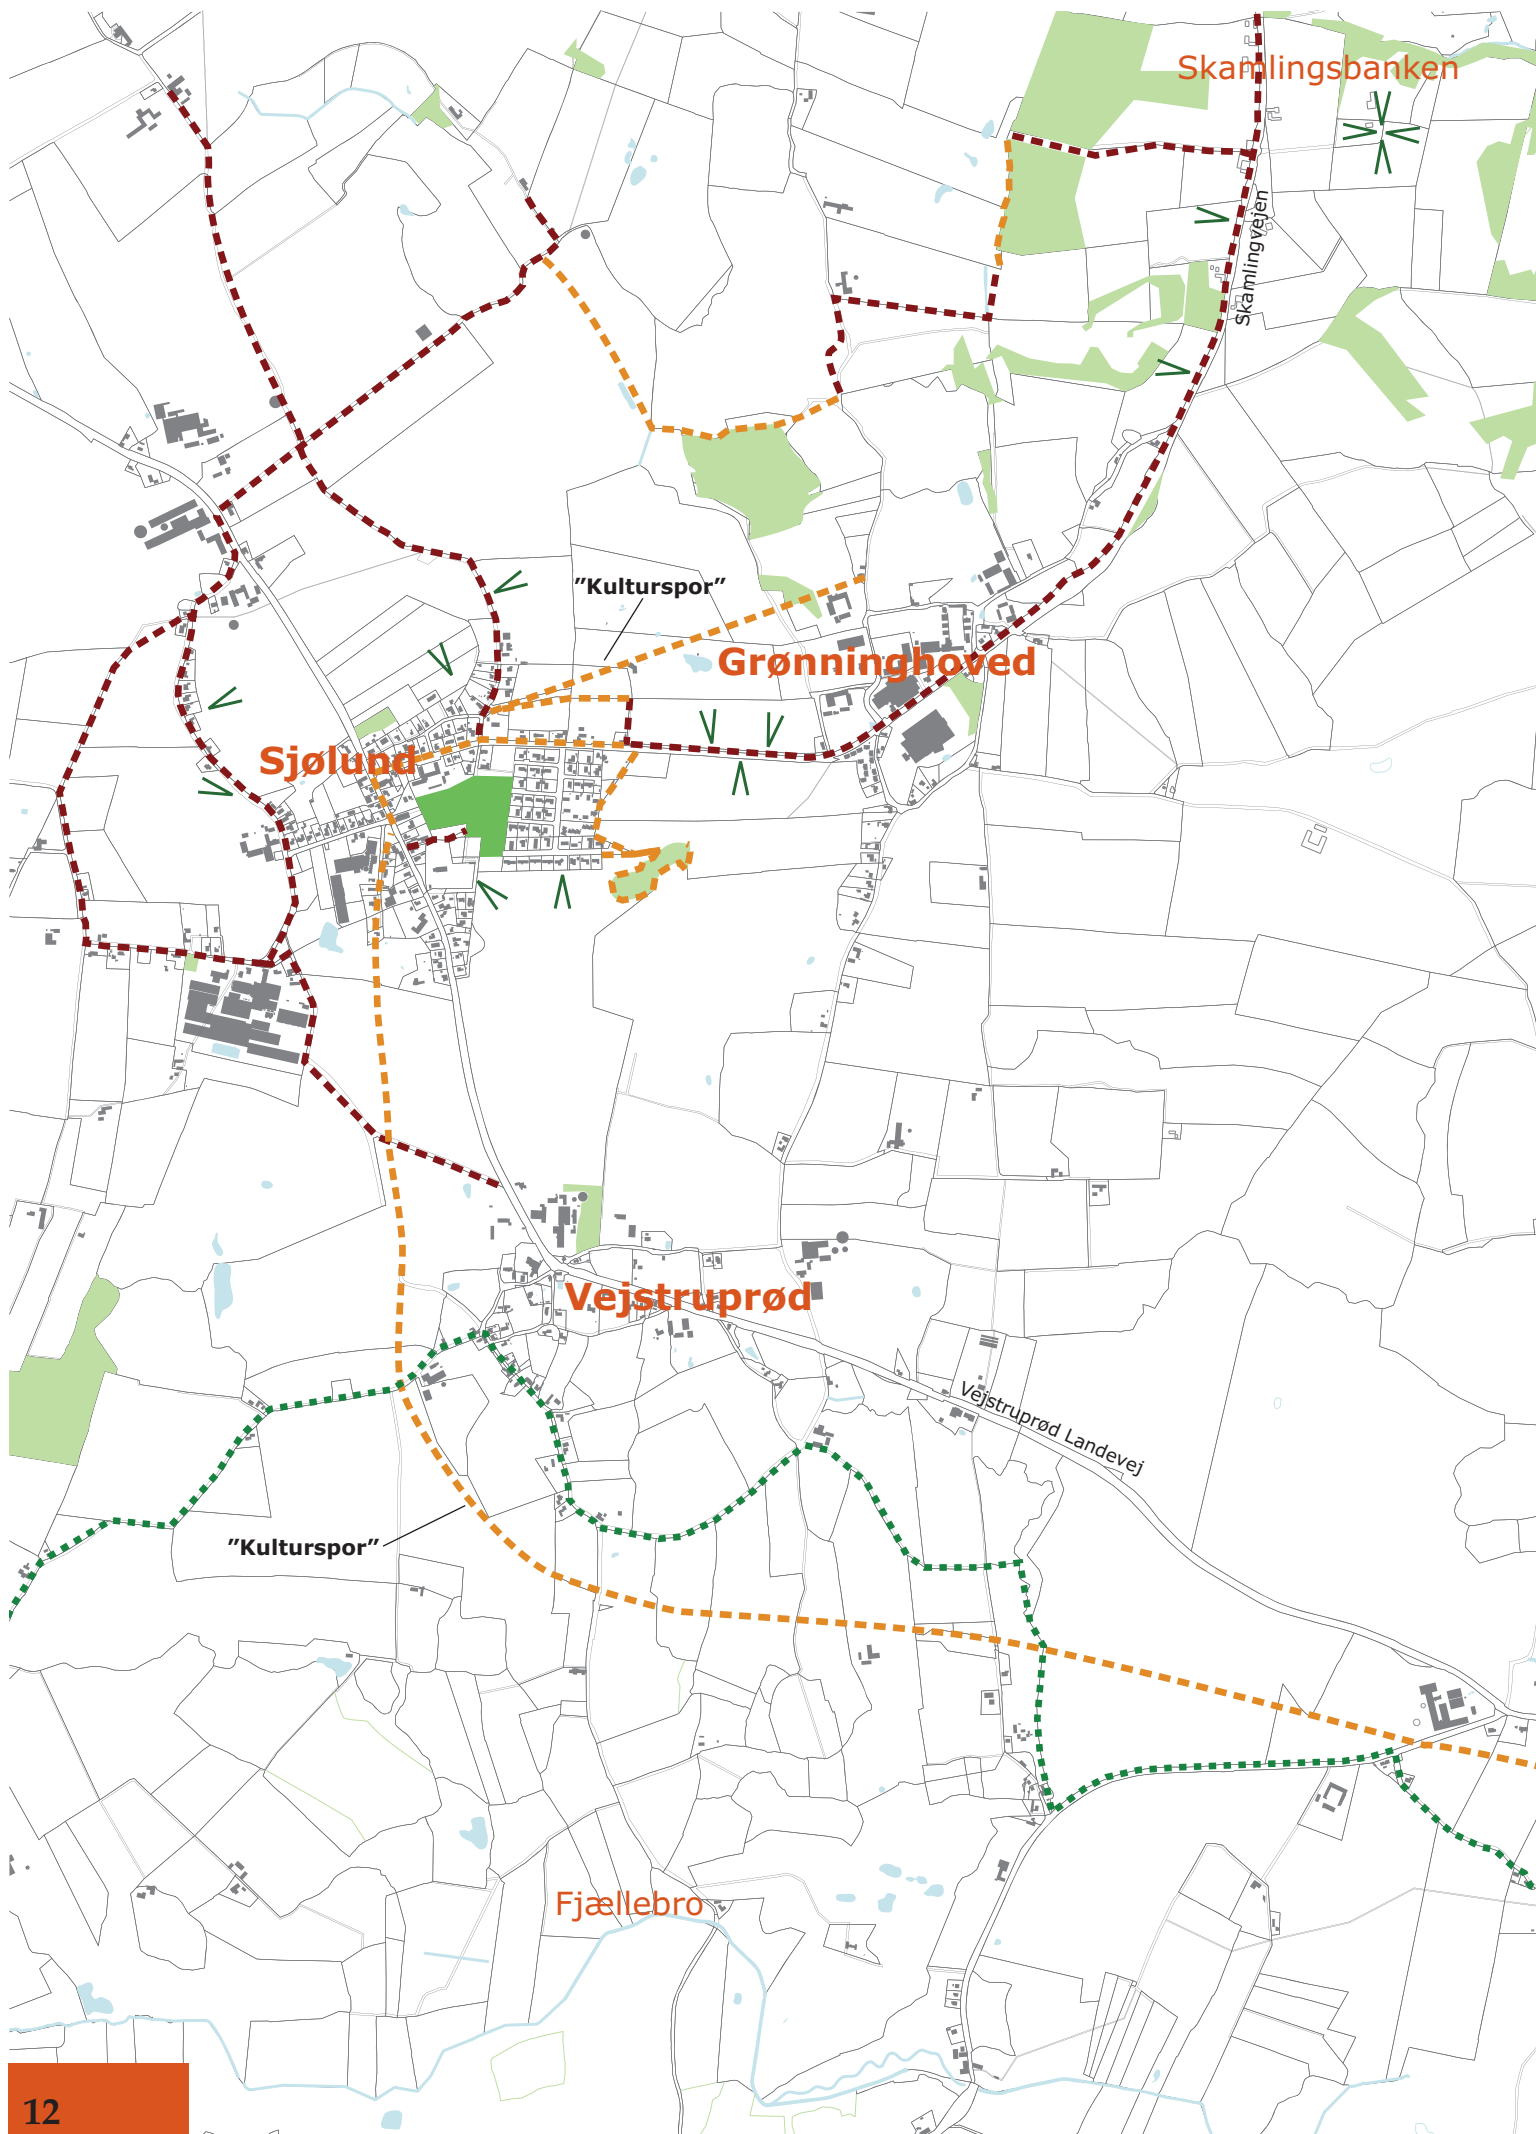 Skamlingsbanken
Skamlingvejen
”Kulturspor”
Grønninghoved
Sjølund
Vejstruprød
Vejstruprød Landevej
”Kulturspor”
Fjællebro
12